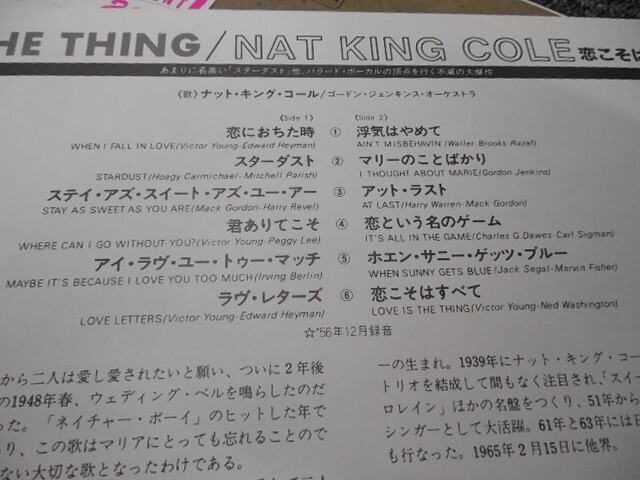 HE THING/NAT KING COLE 恋こそは
あまりに名高い「スターダスト」他、バラード・ボーカルの頂点を行く不滅の大傑作
《歌》ナット・キング・コール/ゴードン・ジェンキンス・オーケストラ
《Side 1》
恋におちた時 ①
WHEN I FALL IN LOVE(Victor Young-Edward Heyman)
スターダスト ②
STARDUST(Hoagy Carmichael-Mitchell Parish)
ステイ・アズ・スイート・アズ・ユー・アー ③
STAY AS SWEET AS YOU ARE(Mack Gordon-Harry Revel)
君ありてこそ ④
WHERE CAN I GO WITHOUT YOU?(Victor Young-Peggy Lee)
アイ・ラヴ・ユー・トゥー・マッチ ⑤
MAYBE IT'S BECAUSE I LOVE YOU TOO MUCH(Irving Berlin)
ラヴ・レターズ ⑥
LOVE LETTERS(Victor Young-Edward Heyman)
《Side 2》
浮気はやめて
AIN'T MISBEHAVIN'(Waller Brooks Razaf)
マリーのことばかり
I THOUGHT ABOUT MARIE(Gordon Jenkins)
アット・ラスト
AT LAST(Harry Warren-Mack Gordon)
恋という名のゲーム
IT'S ALL IN THE GAME(Charles G.Dawes-Carl Sigman)
ホエン・サニー・ゲッツ・ブルー
WHEN SUNNY GETS BLUE(Jack Segal-Marvin Fisher)
恋こそはすべて
LOVE IS THE THING(Victor Young-Ned Washington)
☆'56年12月録音
から二人は愛し愛されたいと願い、ついに2年後
の1948年春、ウェディング・ベルを鳴らしたのだ
った。「ネイチャー・ボーイ」のヒットした年で
り、この歌はマリアにとっても忘れることので
ない大切な歌となったわけである。
ーの生まれ。1939年にナット・キング・コー
トリオを結成して間もなく注目され、「スイー
ロレイン」ほかの名盤をつくり、51年から
シンガーとして大活躍。61年と63年には日
も行なった。1965年2月15日に他界。